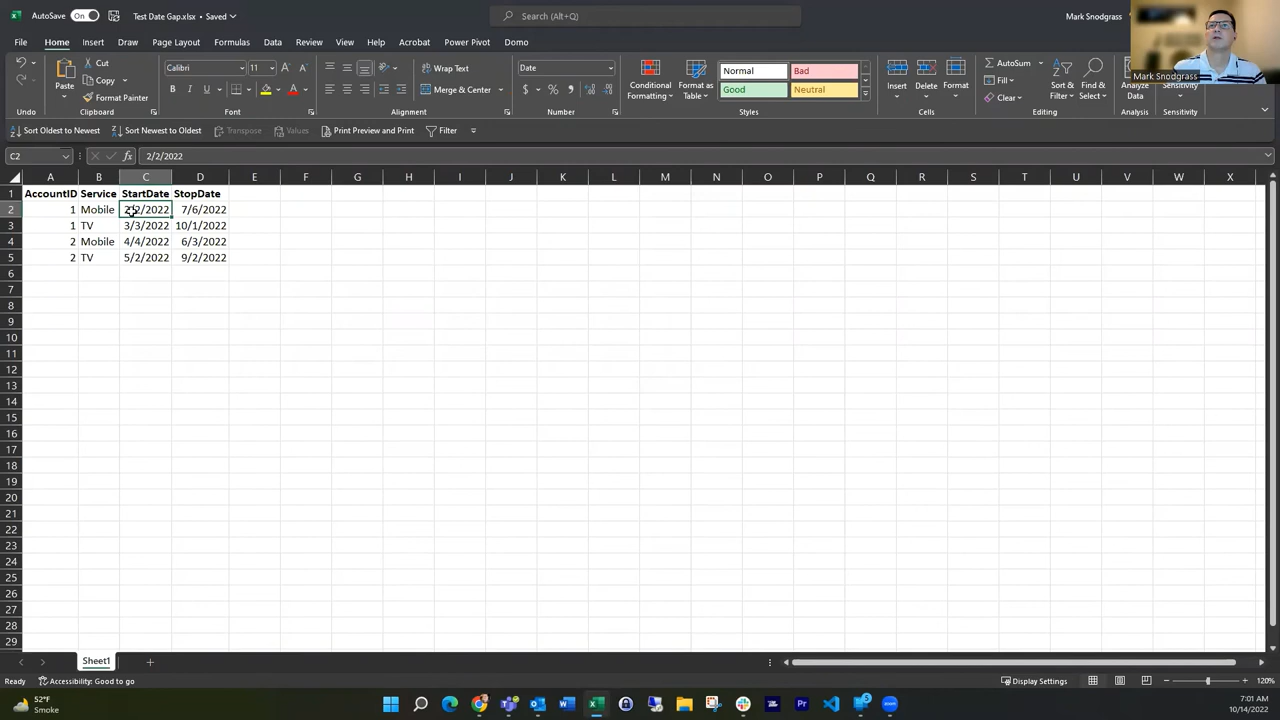 AutoSave On Test Date Gap.xlsx • Saved Search (Alt+Q) Mark Snodgrass
File Home Insert Draw Page Layout Formulas Data Review View Help Acrobat Power Pivot Domo
Mark Snodgrass
Paste Cut Copy Format Painter
Calibri 11
B I U A
Wrap Text
Merge & Center
Date
$ % 9
Conditional Formatting Format as Table
Normal Bad
Good Neutral
Insert Delete Format
AutoSum
Fill
Clear
Sort & Filter Find & Select
Analyze Data Sensitivity
Undo Clipboard Font Alignment Number Styles Cells Editing Analysis Sensitivity
Sort Oldest to Newest Sort Newest to Oldest Transpose Values Print Preview and Print Filter
C2 fx 2/2/2022
A B C D E F G H I J K L M N O P Q R S T U V W X
1 AccountID Service StartDate StopDate
2 1 Mobile 2/2/2022 7/6/2022
3 1 TV 3/3/2022 10/1/2022
4 2 Mobile 4/4/2022 6/3/2022
5 2 TV 5/2/2022 9/2/2022
6
7
8
9
10
11
12
13
14
15
16
17
18
19
20
21
22
23
24
25
26
27
28
29
Sheet1
Ready Accessibility: Good to go Display Settings 120%
52°F
Smoke
7:01 AM
10/14/2022